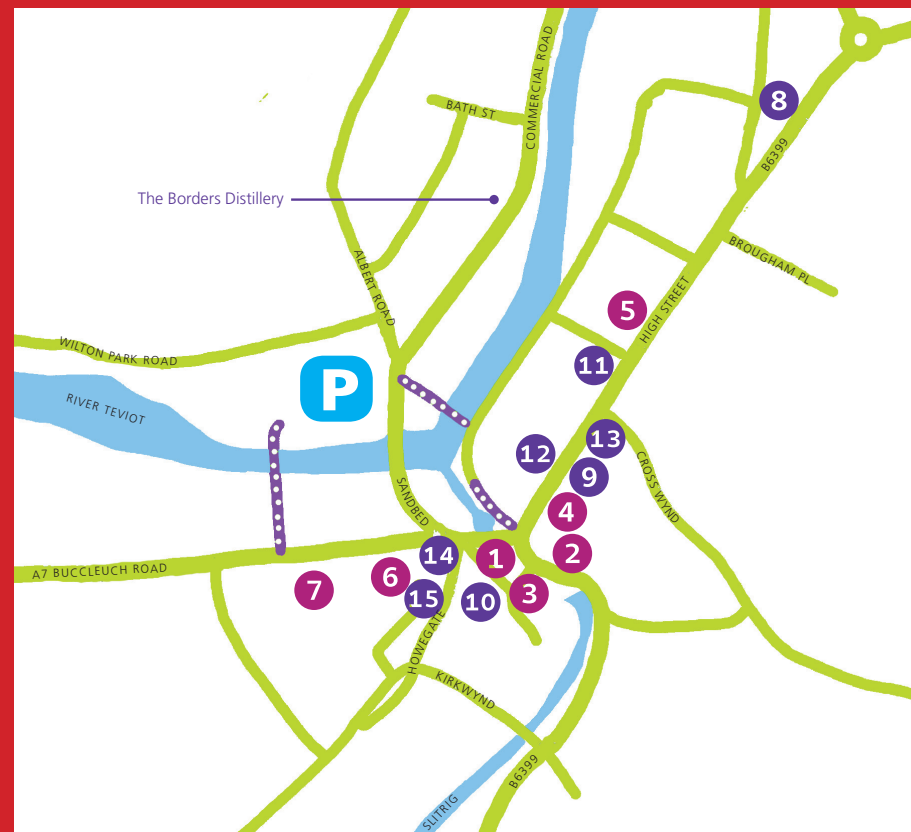 COMMERCIAL ROAD
BATH ST
8
B6399
The Borders Distillery
BROUGHAM PL
ALBERT ROAD
HIGH STREET
5
WILTON PARK ROAD
P
11
RIVER TEVIOT
13
12
CROSS WYND
9
SANDBED
4
14
1
2
A7 BUCCLEUCH ROAD
6
7
15
10
3
HOWEGATE
KIRKWYND
B6399
SLITRIG